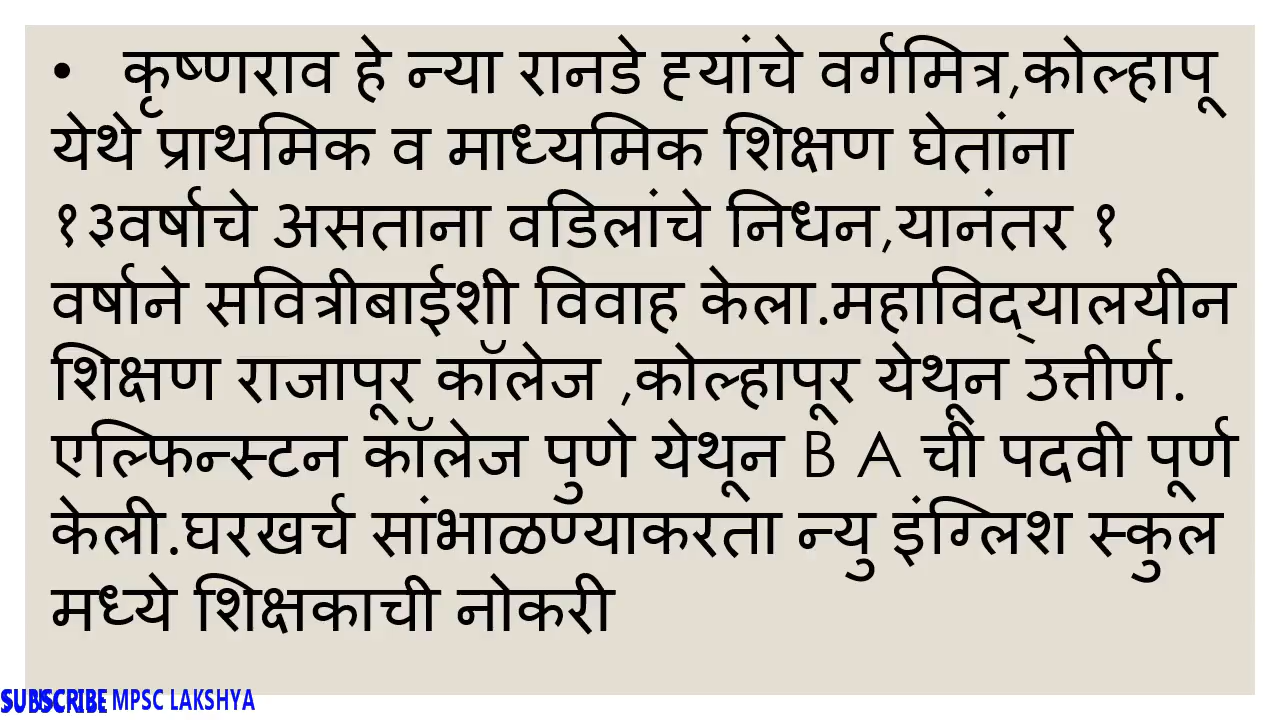 • कृष्णराव हे न्या रानडे ह्यांचे वर्गमित्र,कोल्हापू
येथे प्राथमिक व माध्यमिक शिक्षण घेतांना
१३वर्षाचे असताना वडिलांचे निधन,यानंतर १
वर्षाने सवित्रीबाईशी विवाह केला.महाविद्यालयीन
शिक्षण राजापूर कॉलेज ,कोल्हापूर येथून उत्तीर्ण.
एल्फिन्स्टन कॉलेज पुणे येथून B A ची पदवी पूर्ण
केली.घरखर्च सांभाळण्याकरता न्यु इंग्लिश स्कुल
मध्ये शिक्षकाची नोकरी
SUBSCRIBE MPSC LAKSHYA